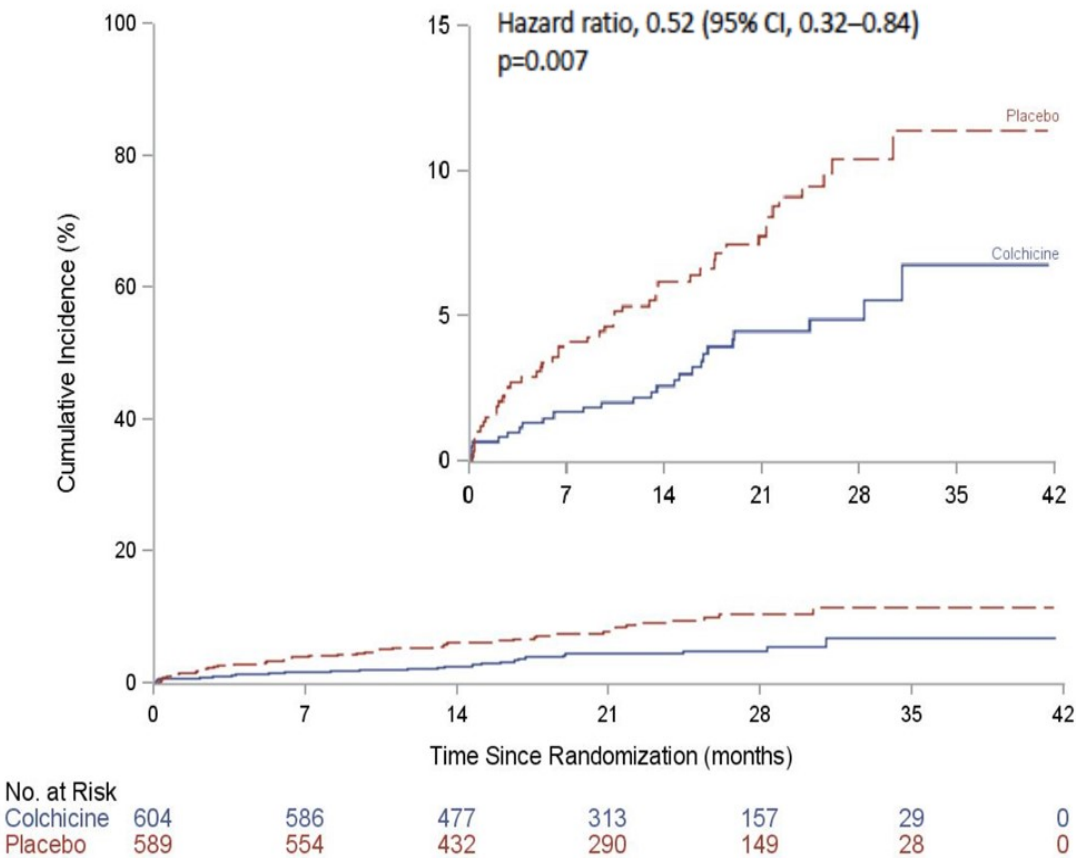 Hazard ratio, 0.52 (95% CI, 0.32–0.84)
p=0.007
Cumulative Incidence (%)
100
80
60
40
20
0
15
10
5
0
Placebo
Colchicine
0 7 14 21 28 35 42
0 7 14 21 28 35 42
Time Since Randomization (months)
No. at Risk
Colchicine 604 586 477 313 157 29 0
Placebo 589 554 432 290 149 28 0